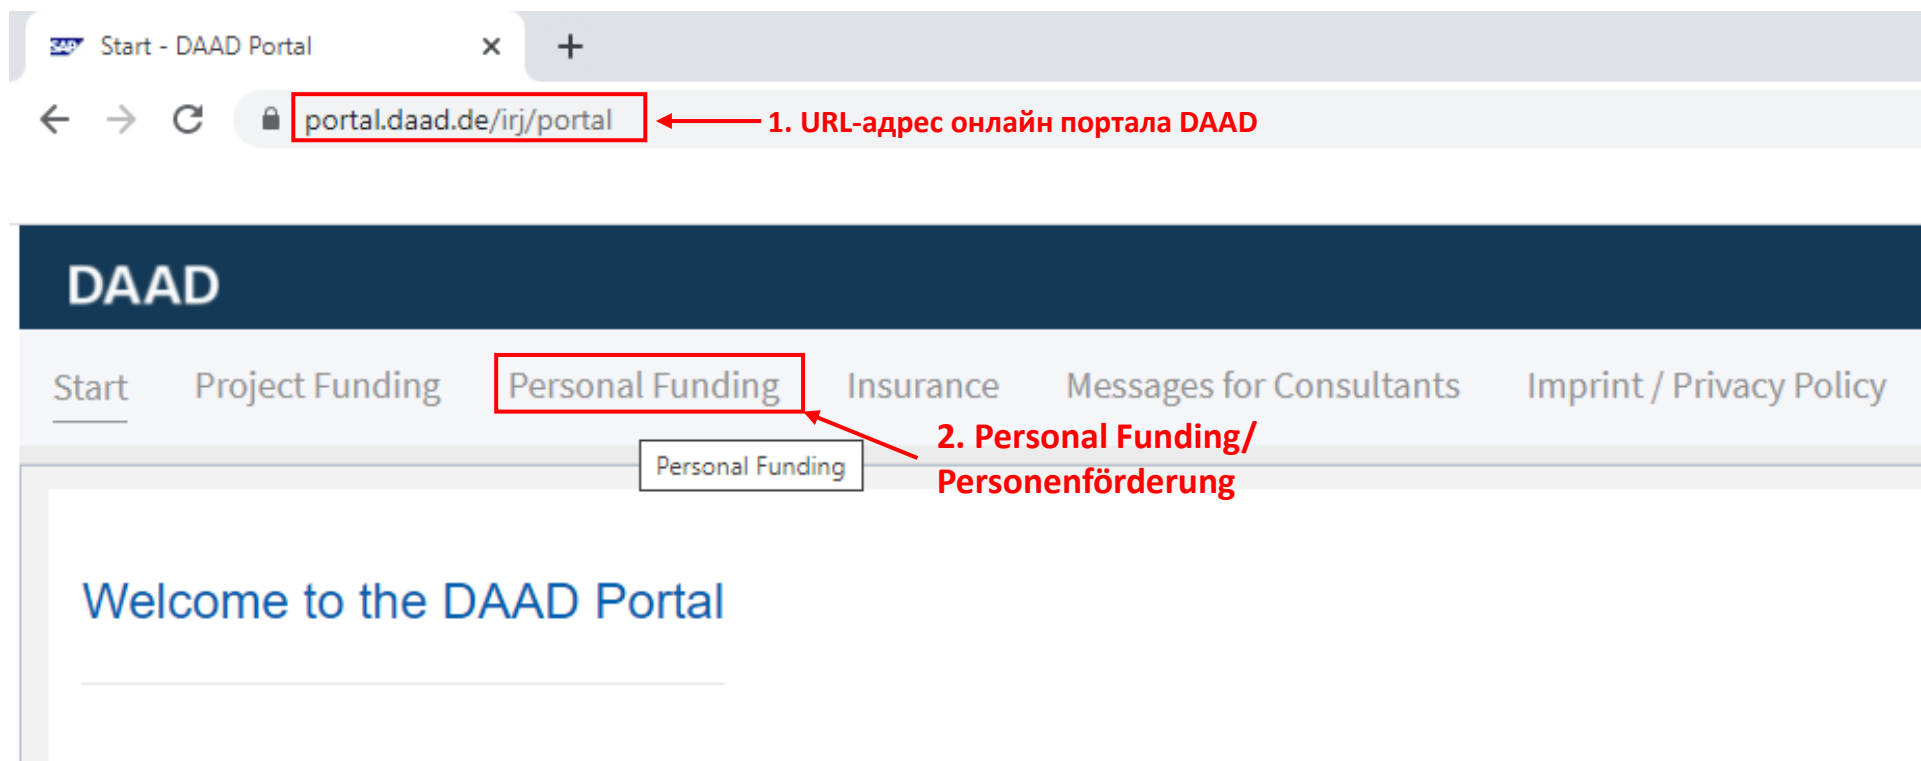 SAP Start - DAAD Portal
portal.daad.de/irj/portal
1. URL-адрес онлайн портала DAAD
DAAD
Start Project Funding Personal Funding Insurance Messages for Consultants Imprint / Privacy Policy
Personal Funding
2. Personal Funding/
Personenförderung
Welcome to the DAAD Portal